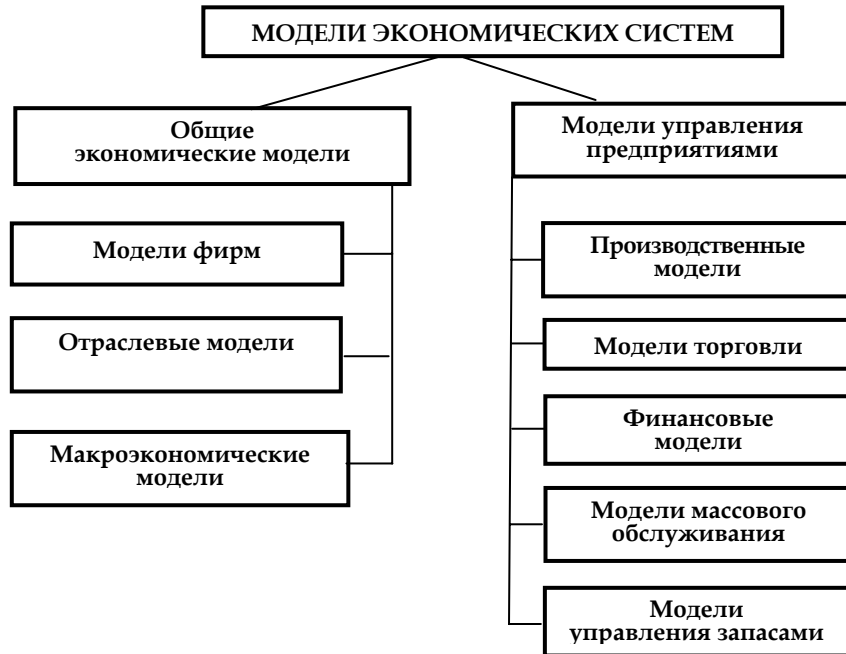 МОДЕЛИ ЭКОНОМИЧЕСКИХ СИСТЕМ
Общие
экономические модели
Модели фирм
Отраслевые модели
Макроэкономические
модели
Модели управления
предприятиями
Производственные
модели
Модели торговли
Финансовые
модели
Модели массового
обслуживания
Модели
управления запасами